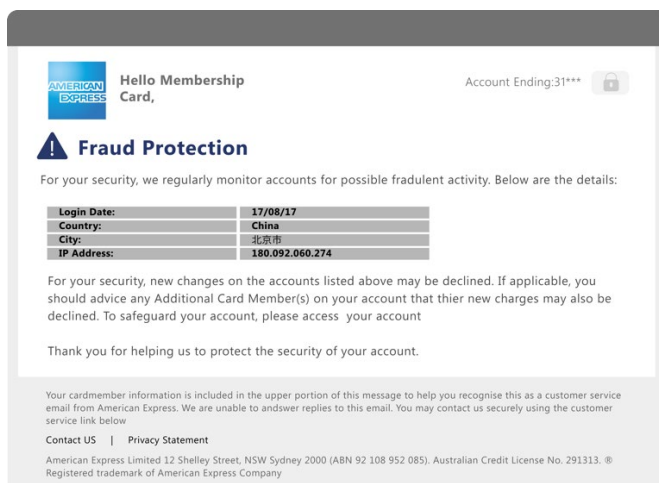 AMERICAN
EXPRESS
Hello Membership
Card,
Account Ending:31***
Fraud Protection
For your security, we regularly monitor accounts for possible fradulent activity. Below are the details:
Login Date: 17/08/17
Country: China
City: 北京市
IP Address: 180.092.060.274
For your security, new changes on the accounts listed above may be declined. If applicable, you
should advice any Additional Card Member(s) on your account that thier new charges may also be
declined. To safeguard your account, please access your account
Thank you for helping us to protect the security of your account.
Your cardmember information is included in the upper portion of this message to help you recognise this as a customer service
email from American Express. We are unable to andswer replies to this email. You may contact us securely using the customer
service link below
Contact US | Privacy Statement
American Express Limited 12 Shelley Street, NSW Sydney 2000 (ABN 92 108 952 085). Australian Credit License No. 291313. ®
Registered trademark of American Express Company